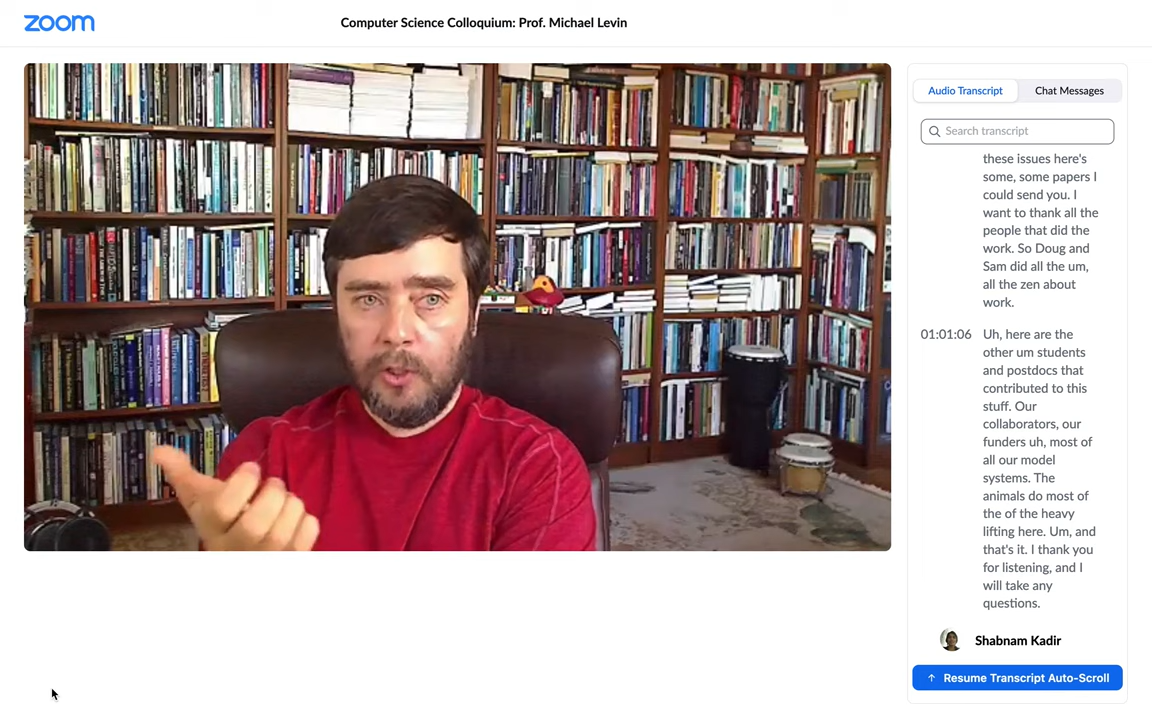 zoom
Computer Science Colloquium: Prof. Michael Levin
Audio Transcript
Chat Messages
Search transcript
these issues here's
some, some papers I
could send you. I
want to thank all the
people that did the
work. So Doug and
Sam did all the um,
all the zen about
work.
01:01:06
Uh, here are the
other um students
and postdocs that
contributed to this
stuff. Our
collaborators, our
funders uh, most of
all our model
systems. The
animals do most of
the of the heavy
lifting here. Um, and
that's it. I thank you
for listening, and I
will take any
questions.
Shabnam Kadir
Resume Transcript Auto-Scroll